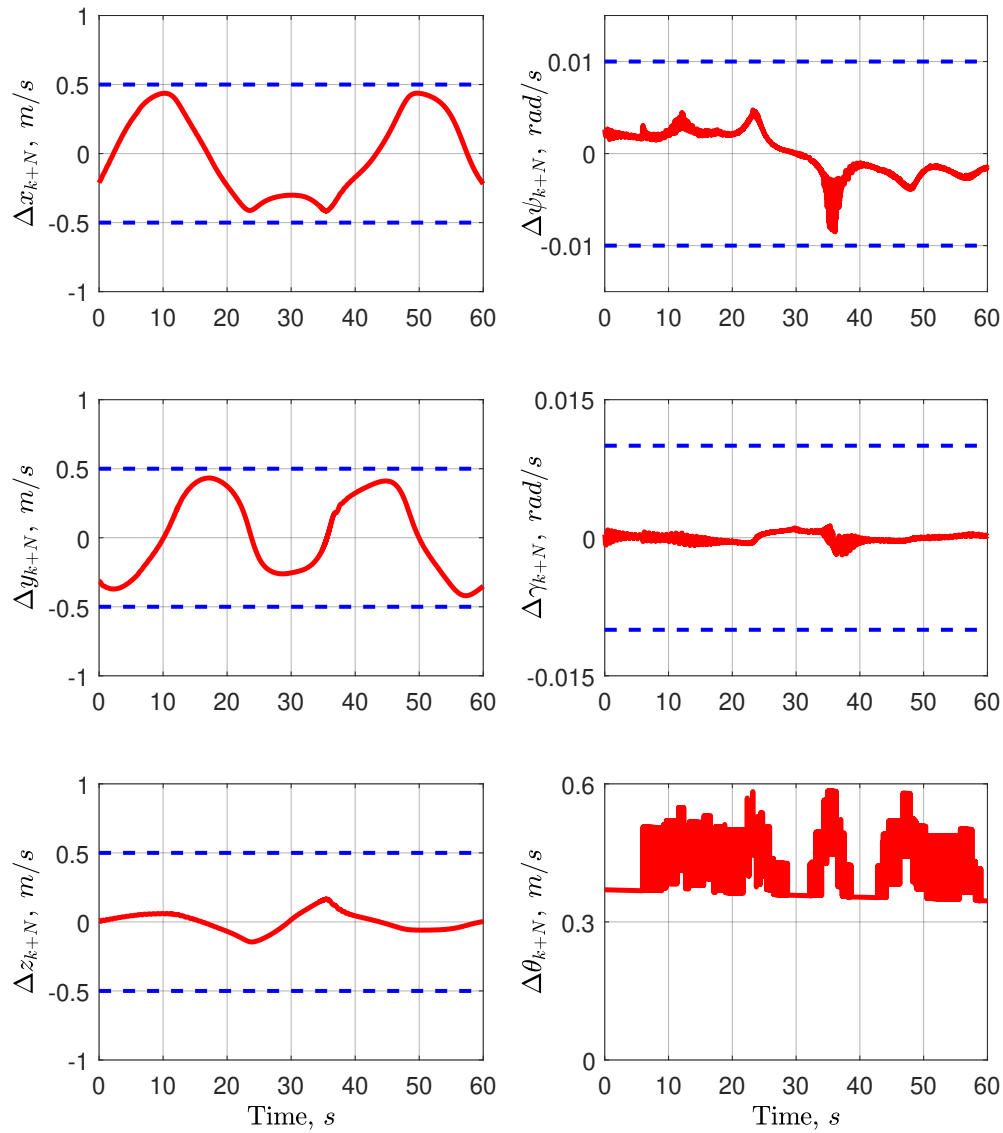 Δx_{k+N}, m/s
1
0.5
0
-0.5
-1
0 10 20 30 40 50 60
Δψ_{k+N}, rad/s
0.01
0
-0.01
0 10 20 30 40 50 60
Δy_{k+N}, m/s
1
0.5
0
-0.5
-1
0 10 20 30 40 50 60
Δγ_{k+N}, rad/s
0.015
0
-0.015
0 10 20 30 40 50 60
Δz_{k+N}, m/s
1
0.5
0
-0.5
-1
0 10 20 30 40 50 60
Time, s
Δθ_{k+N}, m/s
0.6
0.3
0
0 10 20 30 40 50 60
Time, s